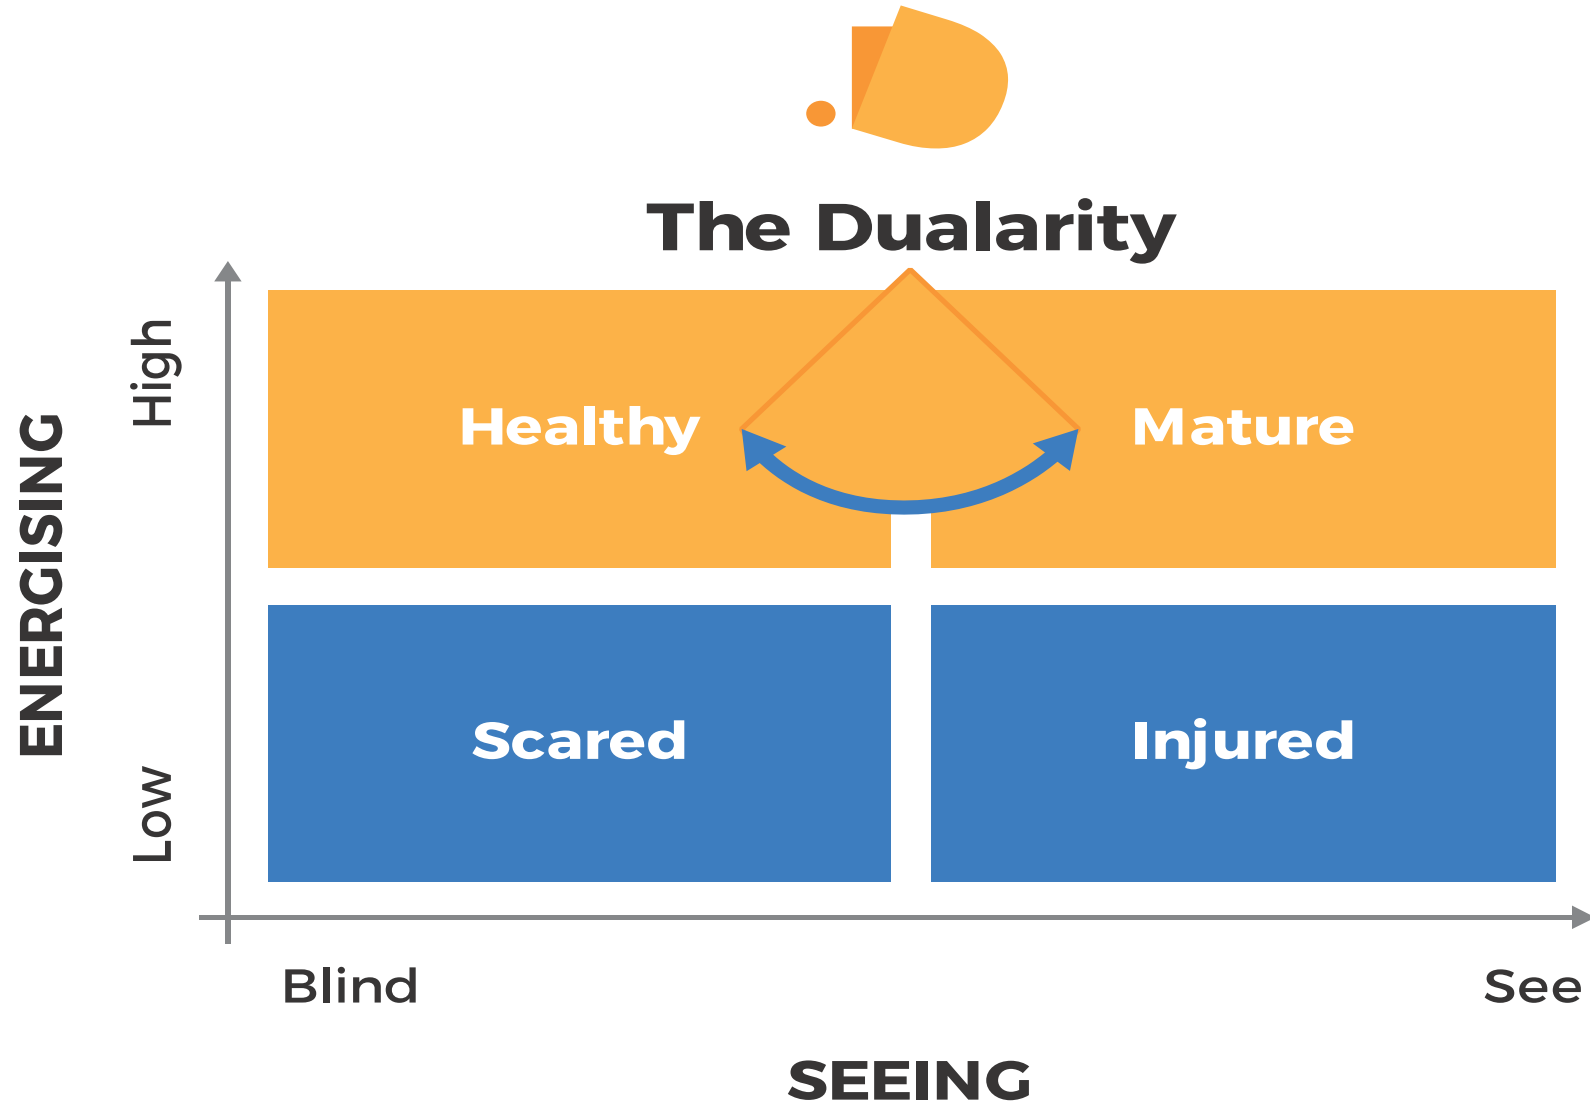 The Dualarity
ENERGISING
High
Low
Healthy
Mature
Scared
Injured
Blind
See
SEEING